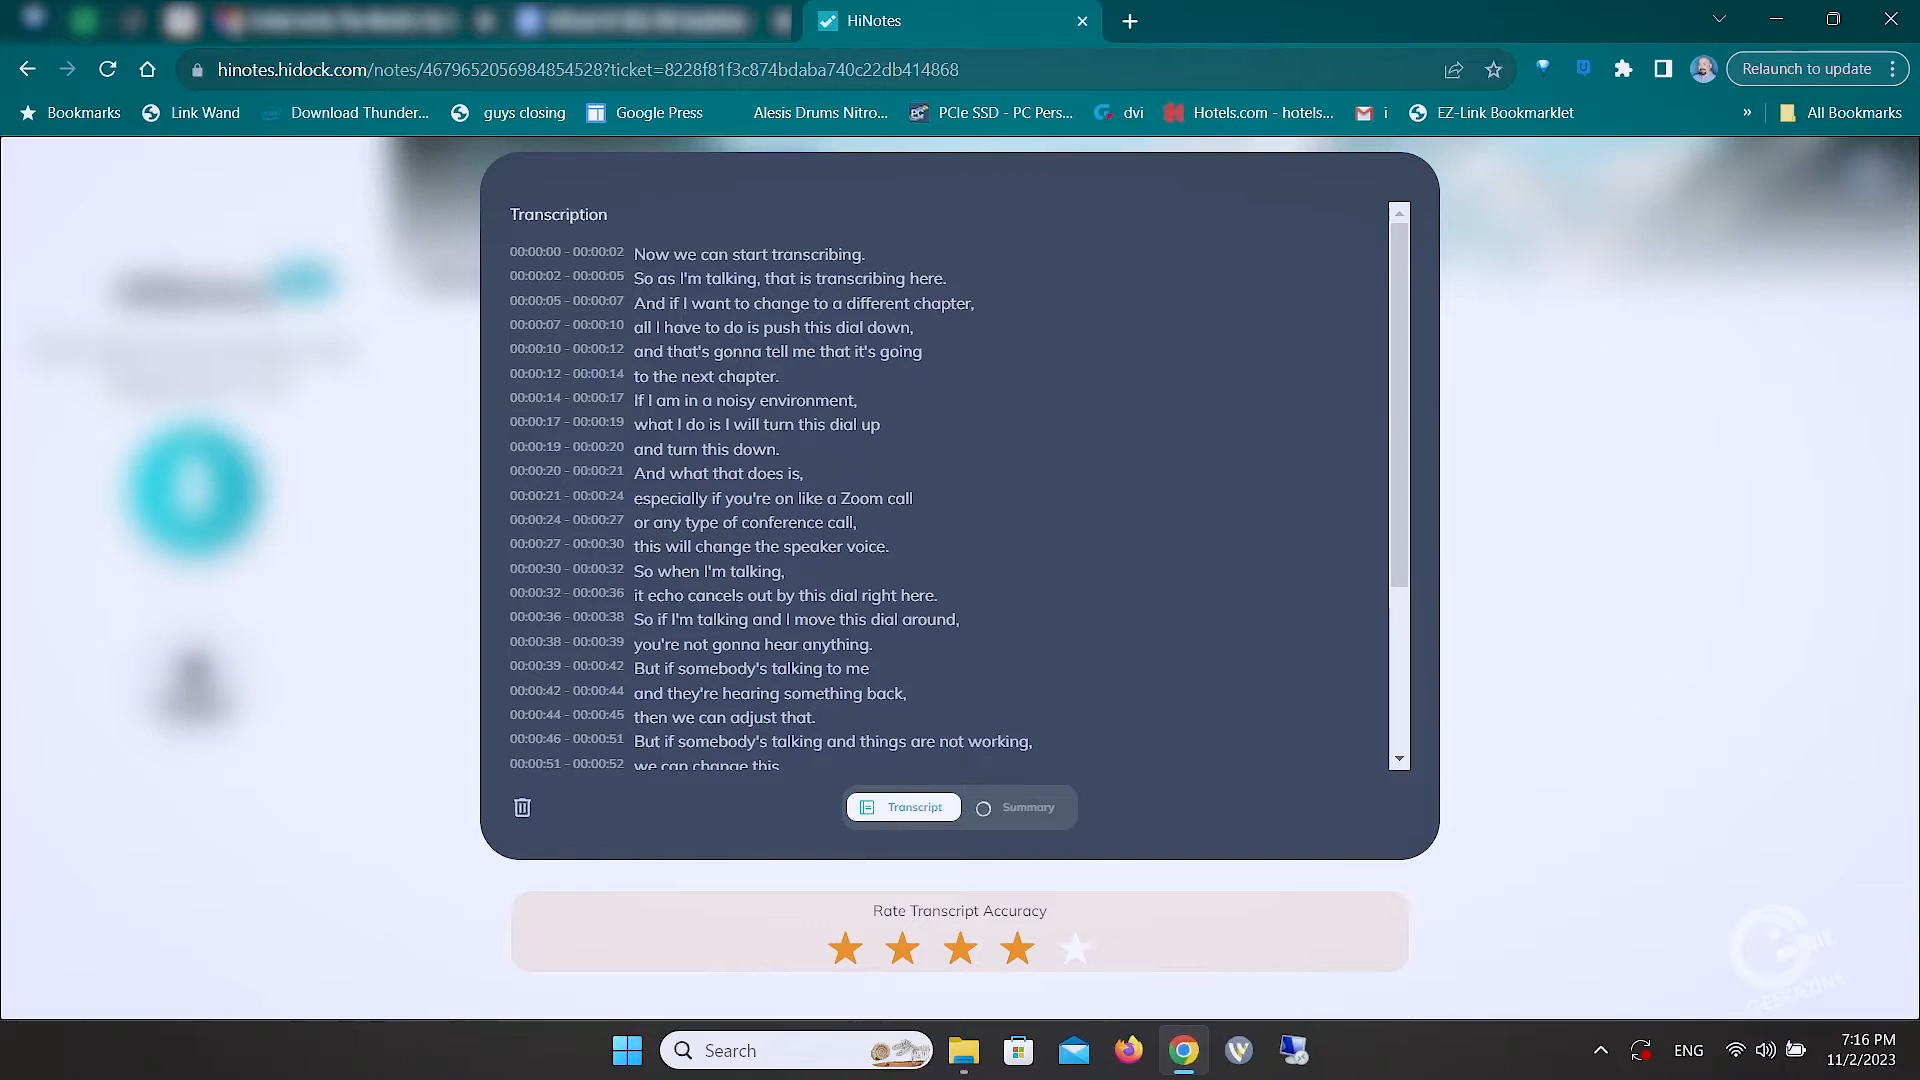 HiNotes
hinotes.hidock.com/notes/4679652056984854528?ticket=8228f81f3c874bdaba740c22db414868
Relaunch to update
Bookmarks
Link Wand
Download Thunder...
guys closing
Google Press
Alesis Drums Nitro...
PCIe SSD - PC Pers...
dvi
Hotels.com - hotels...
i
EZ-Link Bookmarklet
»
All Bookmarks
Transcription
00:00:00 - 00:00:02 Now we can start transcribing.
00:00:02 - 00:00:05 So as I'm talking, that is transcribing here.
00:00:05 - 00:00:07 And if I want to change to a different chapter,
00:00:07 - 00:00:10 all I have to do is push this dial down,
00:00:10 - 00:00:12 and that's gonna tell me that it's going
00:00:12 - 00:00:14 to the next chapter.
00:00:14 - 00:00:17 If I am in a noisy environment,
00:00:17 - 00:00:19 what I do is I will turn this dial up
00:00:19 - 00:00:20 and turn this down.
00:00:20 - 00:00:21 And what that does is,
00:00:21 - 00:00:24 especially if you're on like a Zoom call
00:00:24 - 00:00:27 or any type of conference call,
00:00:27 - 00:00:30 this will change the speaker voice.
00:00:30 - 00:00:32 So when I'm talking,
00:00:32 - 00:00:36 it echo cancels out by this dial right here.
00:00:36 - 00:00:38 So if I'm talking and I move this dial around,
00:00:38 - 00:00:39 you're not gonna hear anything.
00:00:39 - 00:00:42 But if somebody's talking to me
00:00:42 - 00:00:44 and they're hearing something back,
00:00:44 - 00:00:45 then we can adjust that.
00:00:46 - 00:00:51 But if somebody's talking and things are not working,
00:00:51 - 00:00:52 we can change this
Transcript
Summary
Rate Transcript Accuracy
GEEKAZINE
Search
ENG
7:16 PM
11/2/2023